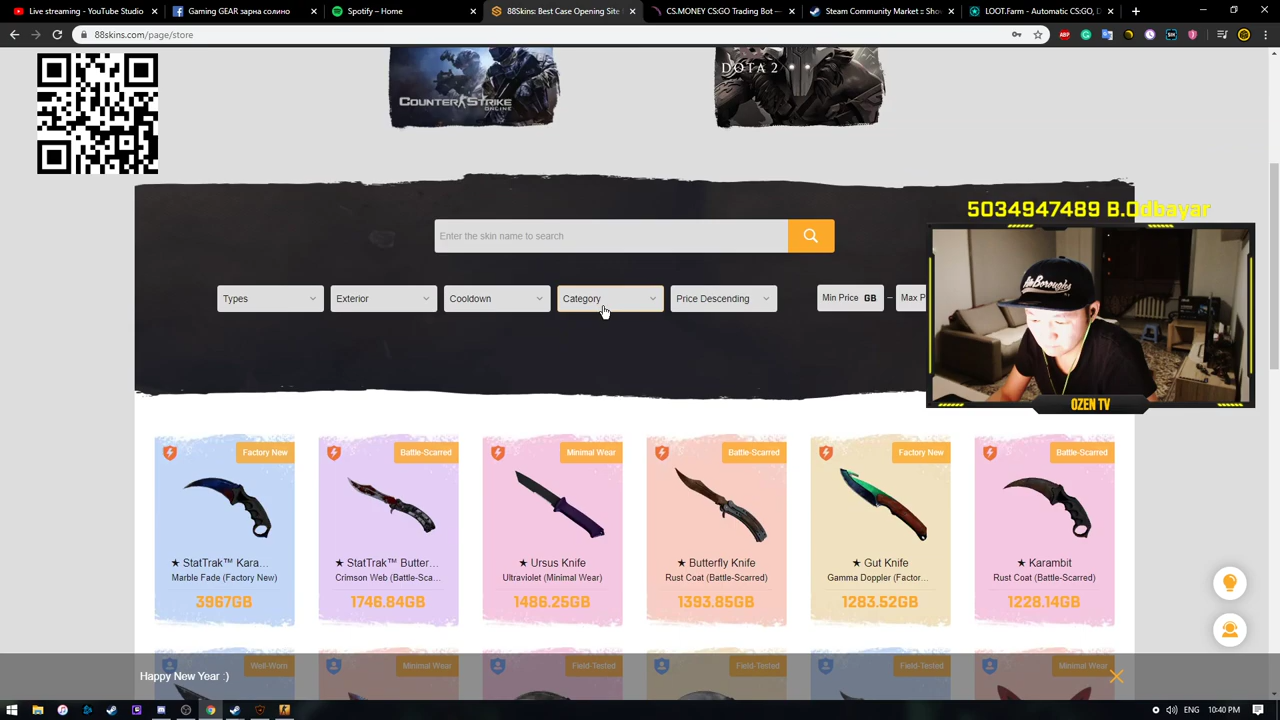 Live streaming - YouTube Studio
Gaming GEAR зарна солино
Spotify – Home
88Skins: Best Case Opening Site
CS.MONEY CS:GO Trading Bot —
Steam Community Market :: Sho
LOOT.Farm - Automatic CS:GO, D
88skins.com/page/store
COUNTER STRIKE
ONLINE
DOTA 2
5034947489 B.Odbayar
Enter the skin name to search
Types
Exterior
Cooldown
Category
Price Descending
Min Price GB – Max P
OZEN TV
Factory New
Battle-Scarred
Minimal Wear
Battle-Scarred
Factory New
Battle-Scarred
★ StatTrak™ Kara...
★ StatTrak™ Butter...
★ Ursus Knife
★ Butterfly Knife
★ Gut Knife
★ Karambit
Marble Fade (Factory New)
Crimson Web (Battle-Sca...
Ultraviolet (Minimal Wear)
Rust Coat (Battle-Scarred)
Gamma Doppler (Factor...
Rust Coat (Battle-Scarred)
3967GB
1746.84GB
1486.25GB
1393.85GB
1283.52GB
1228.14GB
Well-Worn
Minimal Wear
Field-Tected
Field-Tected
Field-Tected
Minimal Wear
Happy New Year :)
ENG
10:40 PM